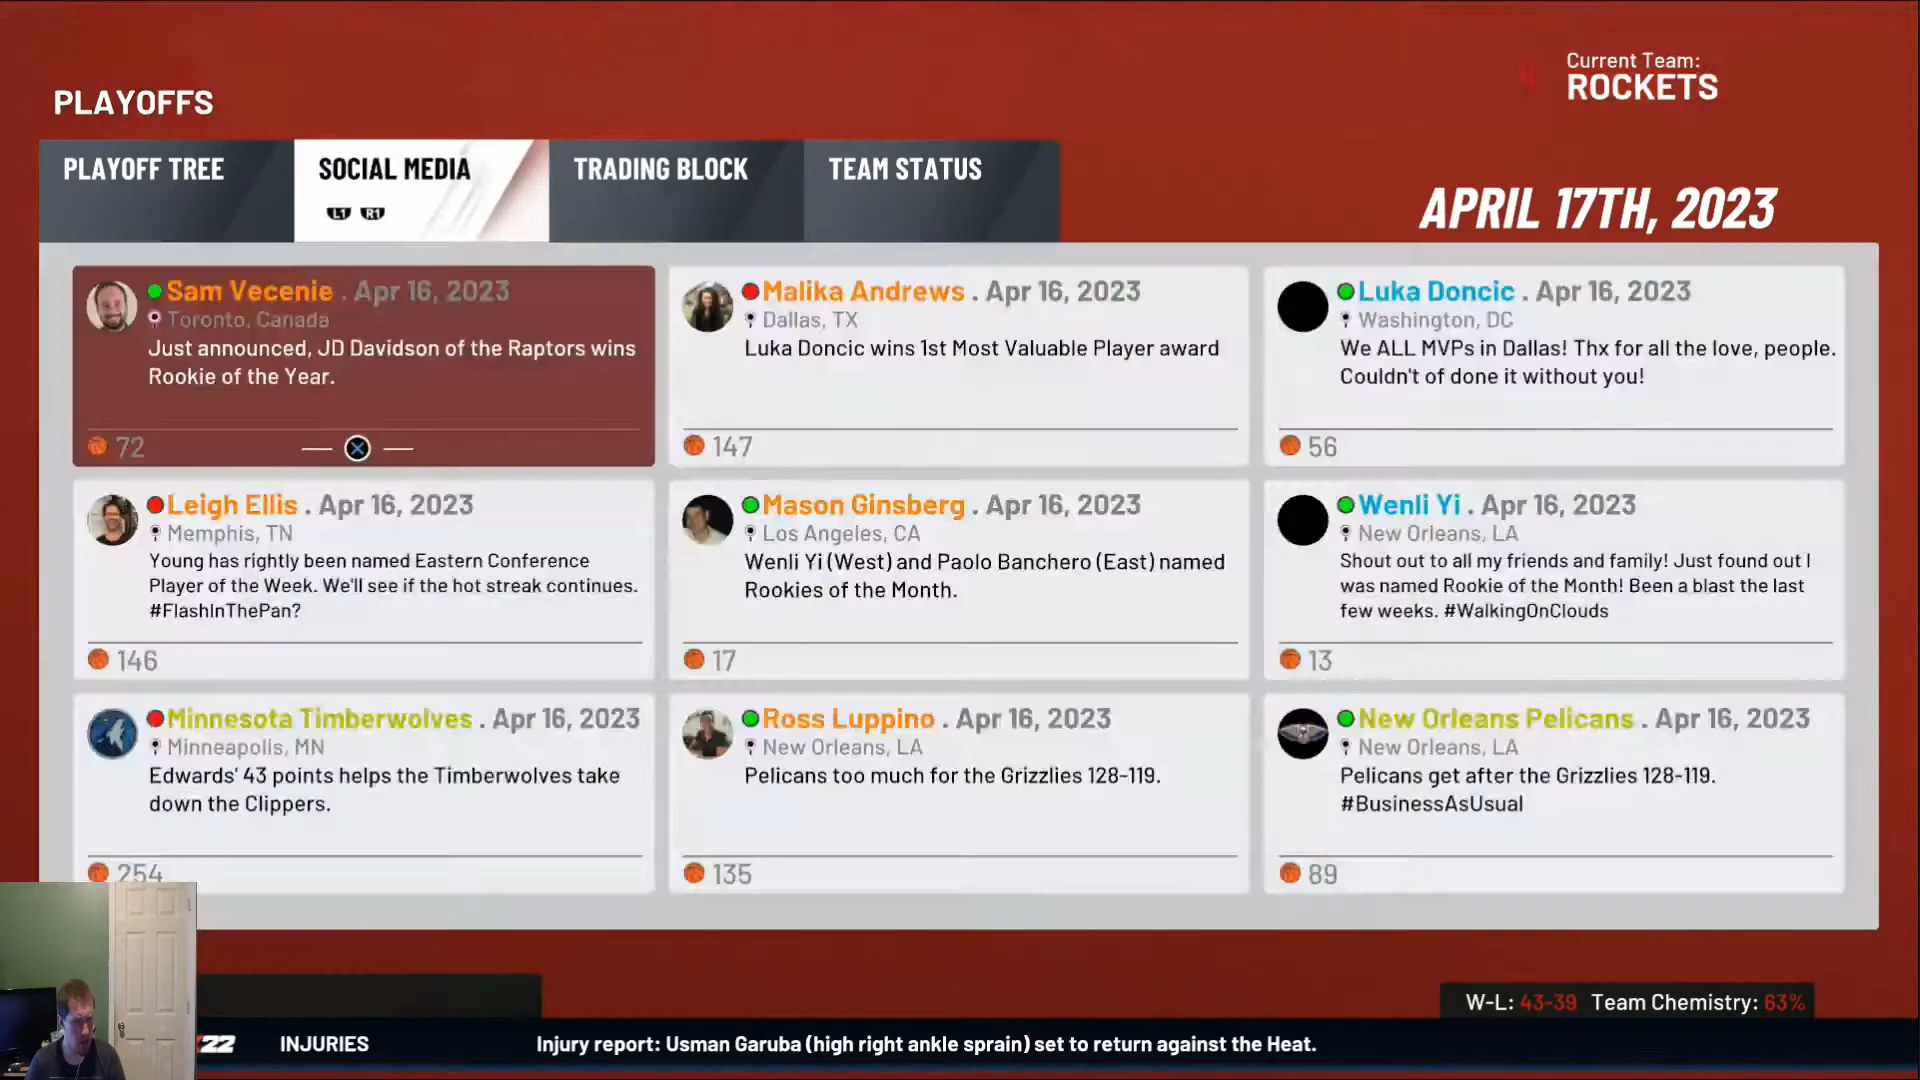 Current Team:
ROCKETS
PLAYOFFS
PLAYOFF TREE
SOCIAL MEDIA
L1 R1
TRADING BLOCK
TEAM STATUS
APRIL 17TH, 2023
Sam Vecenie . Apr 16, 2023
Toronto, Canada
Just announced, JD Davidson of the Raptors wins
Rookie of the Year.
72
Malika Andrews . Apr 16, 2023
Dallas, TX
Luka Doncic wins 1st Most Valuable Player award
147
Luka Doncic . Apr 16, 2023
Washington, DC
We ALL MVPs in Dallas! Thx for all the love, people.
Couldn't of done it without you!
56
Leigh Ellis . Apr 16, 2023
Memphis, TN
Young has rightly been named Eastern Conference
Player of the Week. We'll see if the hot streak continues.
#FlashInThePan?
146
Mason Ginsberg . Apr 16, 2023
Los Angeles, CA
Wenli Yi (West) and Paolo Banchero (East) named
Rookies of the Month.
17
Wenli Yi . Apr 16, 2023
New Orleans, LA
Shout out to all my friends and family! Just found out I
was named Rookie of the Month! Been a blast the last
few weeks. #WalkingOnClouds
13
Minnesota Timberwolves . Apr 16, 2023
Minneapolis, MN
Edwards' 43 points helps the Timberwolves take
down the Clippers.
254
Ross Luppino . Apr 16, 2023
New Orleans, LA
Pelicans too much for the Grizzlies 128-119.
135
New Orleans Pelicans . Apr 16, 2023
New Orleans, LA
Pelicans get after the Grizzlies 128-119.
#BusinessAsUsual
89
W-L: 43-39 Team Chemistry: 63%
22
INJURIES
Injury report: Usman Garuba (high right ankle sprain) set to return against the Heat.